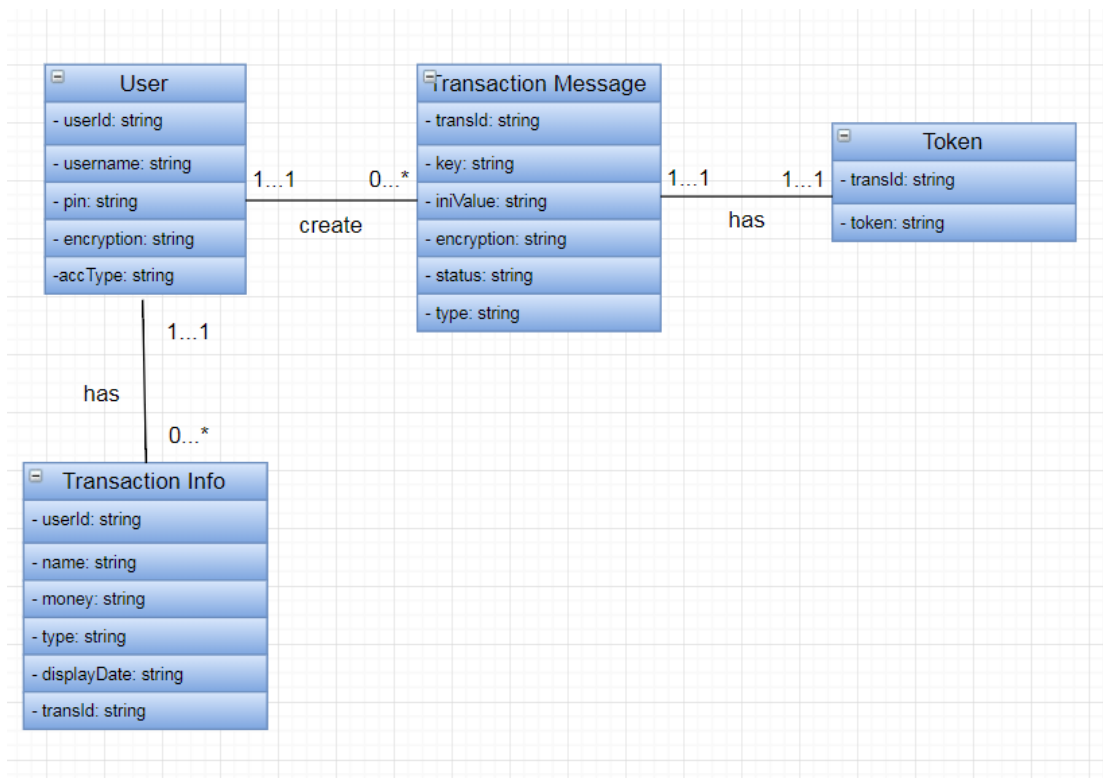 User
- userId: string
- username: string
- pin: string
- encryption: string
-accType: string
1...1
0...*
create
Transaction Message
- transId: string
- key: string
- iniValue: string
- encryption: string
- status: string
- type: string
1...1
1...1
has
Token
- transId: string
- token: string
1...1
has
0...*
Transaction Info
- userId: string
- name: string
- money: string
- type: string
- displayDate: string
- transId: string